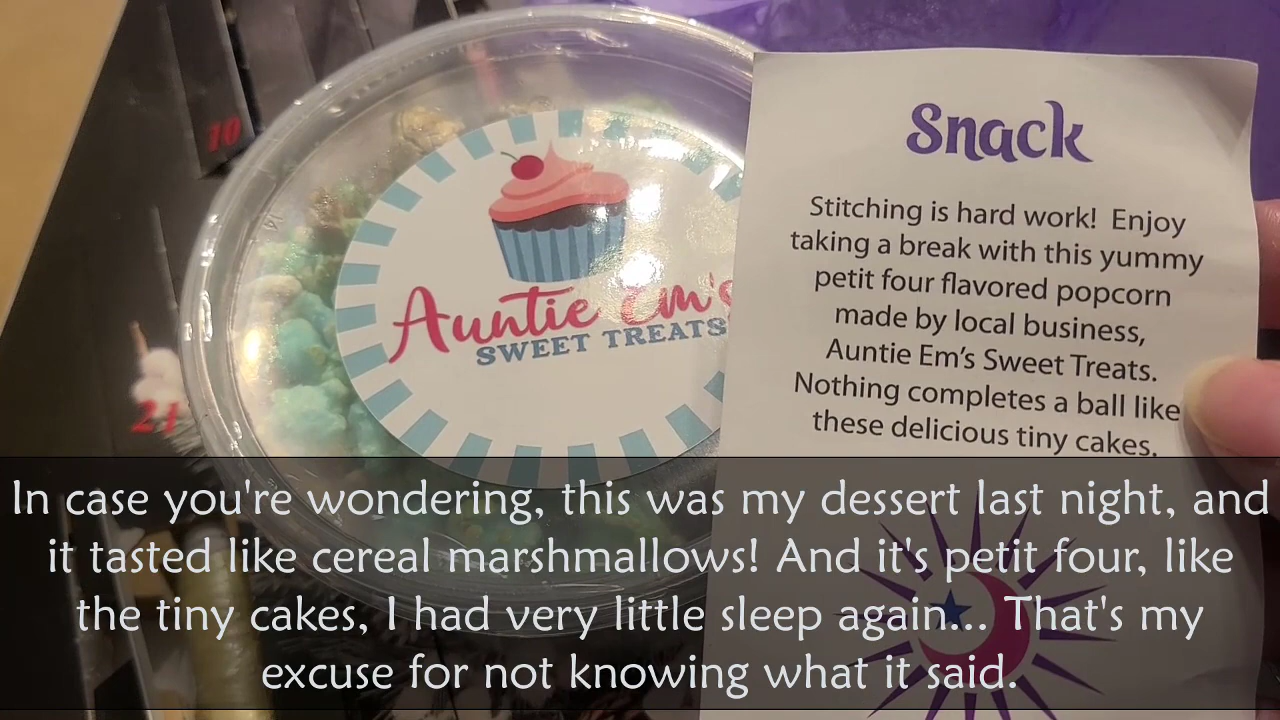 10
14
21
Auntie Em's
SWEET TREATS
Snack
Stitching is hard work! Enjoy
taking a break with this yummy
petit four flavored popcorn
made by local business,
Auntie Em's Sweet Treats.
Nothing completes a ball like
these delicious tiny cakes.
In case you're wondering, this was my dessert last night, and
it tasted like cereal marshmallows! And it's petit four, like
the tiny cakes, I had very little sleep again... That's my
excuse for not knowing what it said.